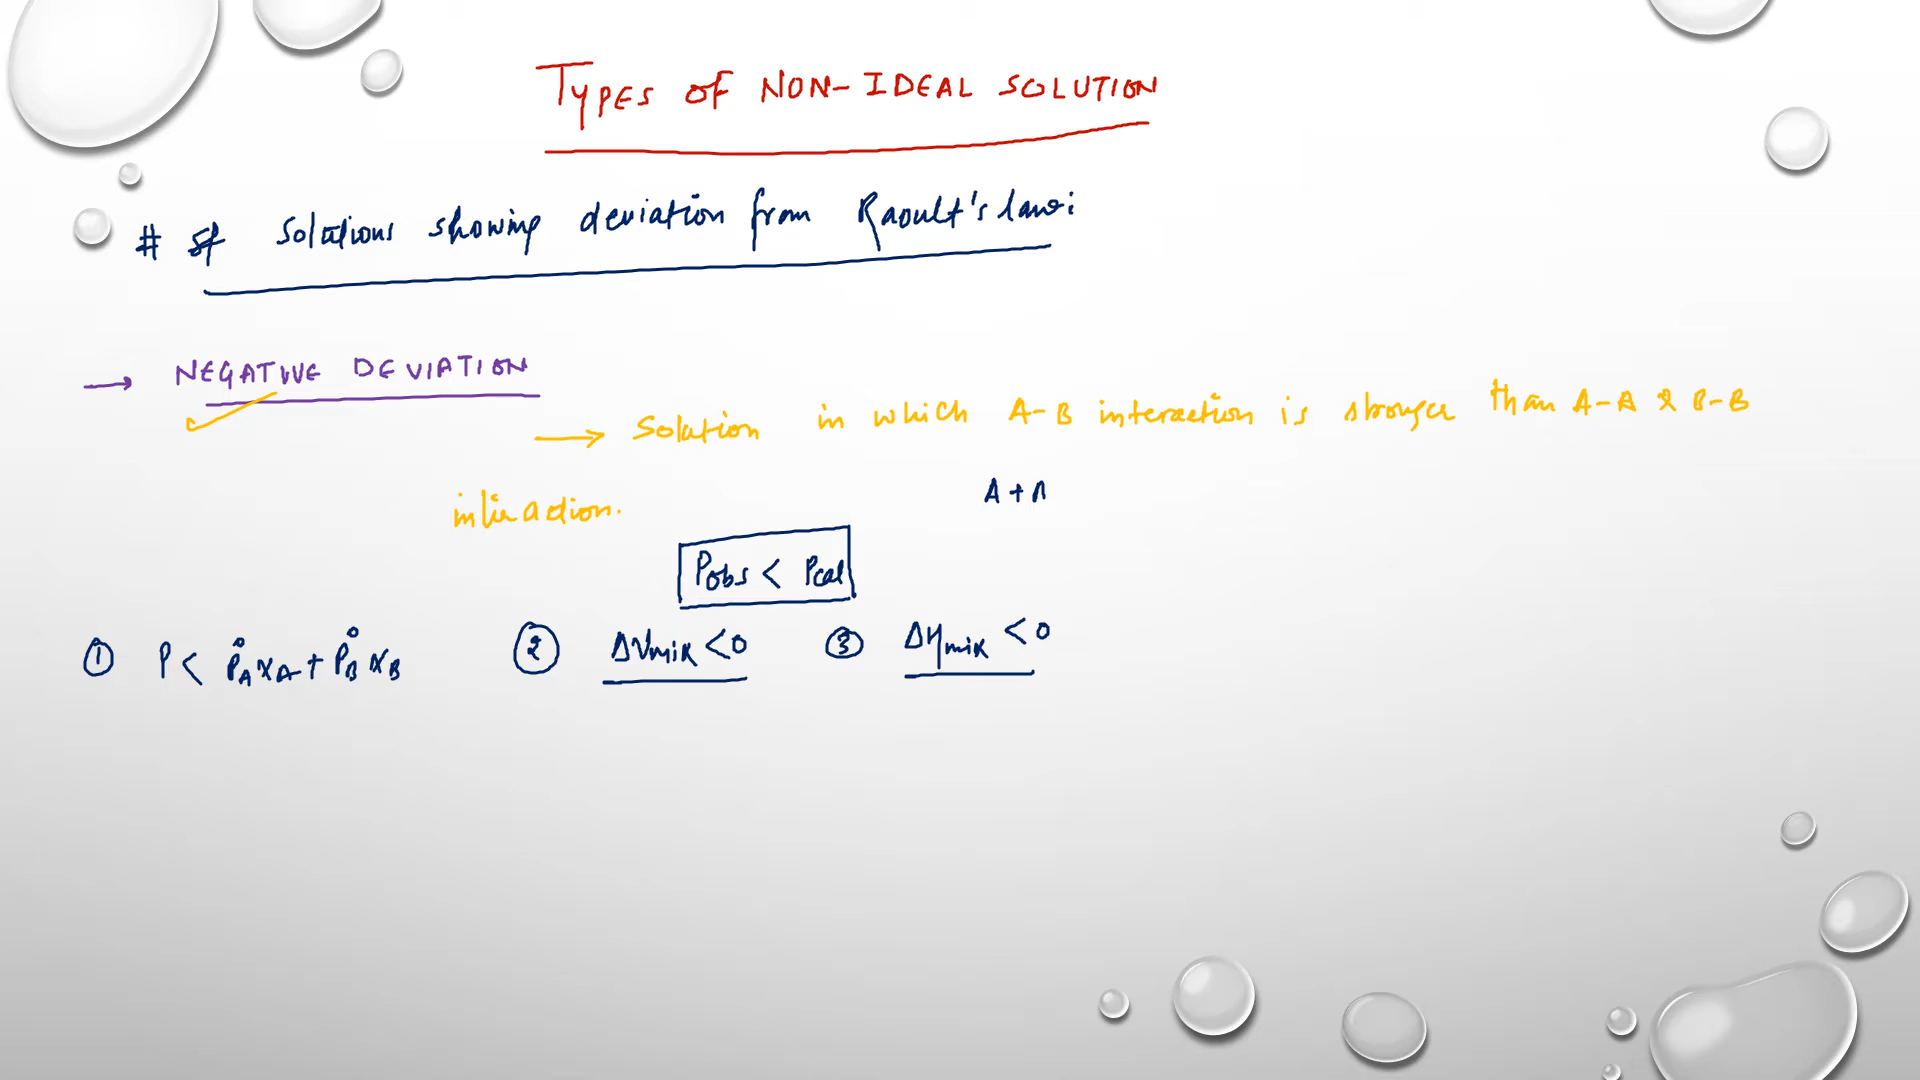 TYPES OF NON-IDEAL SOLUTION
# Solutions showing deviation from Raoult's law:
→ NEGATIVE DEVIATION
→ Solution in which A-B interaction is stronger than A-A & B-B
interaction.
A + A
Pobs < Pcal
① P < P°A xA + P°B xB ② ΔVmix < 0 ③ ΔHmix < 0